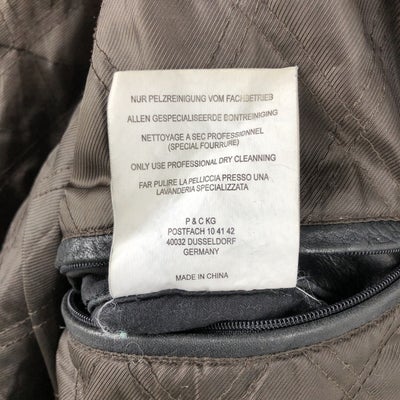 NUR PELZREINIGUNG VOM FACHBETRIEB
ALLEN GESPECIALISEERDE BONTREINIGING
NETTOYAGE A SEC PROFESSIONNEL
(SPECIAL FOURRURE)
ONLY USE PROFESSIONAL DRY CLEANNING
FAR PULIRE LA PELLICCIA PRESSO UNA
LAVANDERIA SPECIALIZZATA
P & C KG
POSTFACH 10 41 42
40032 DUSSELDORF
GERMANY
MADE IN CHINA